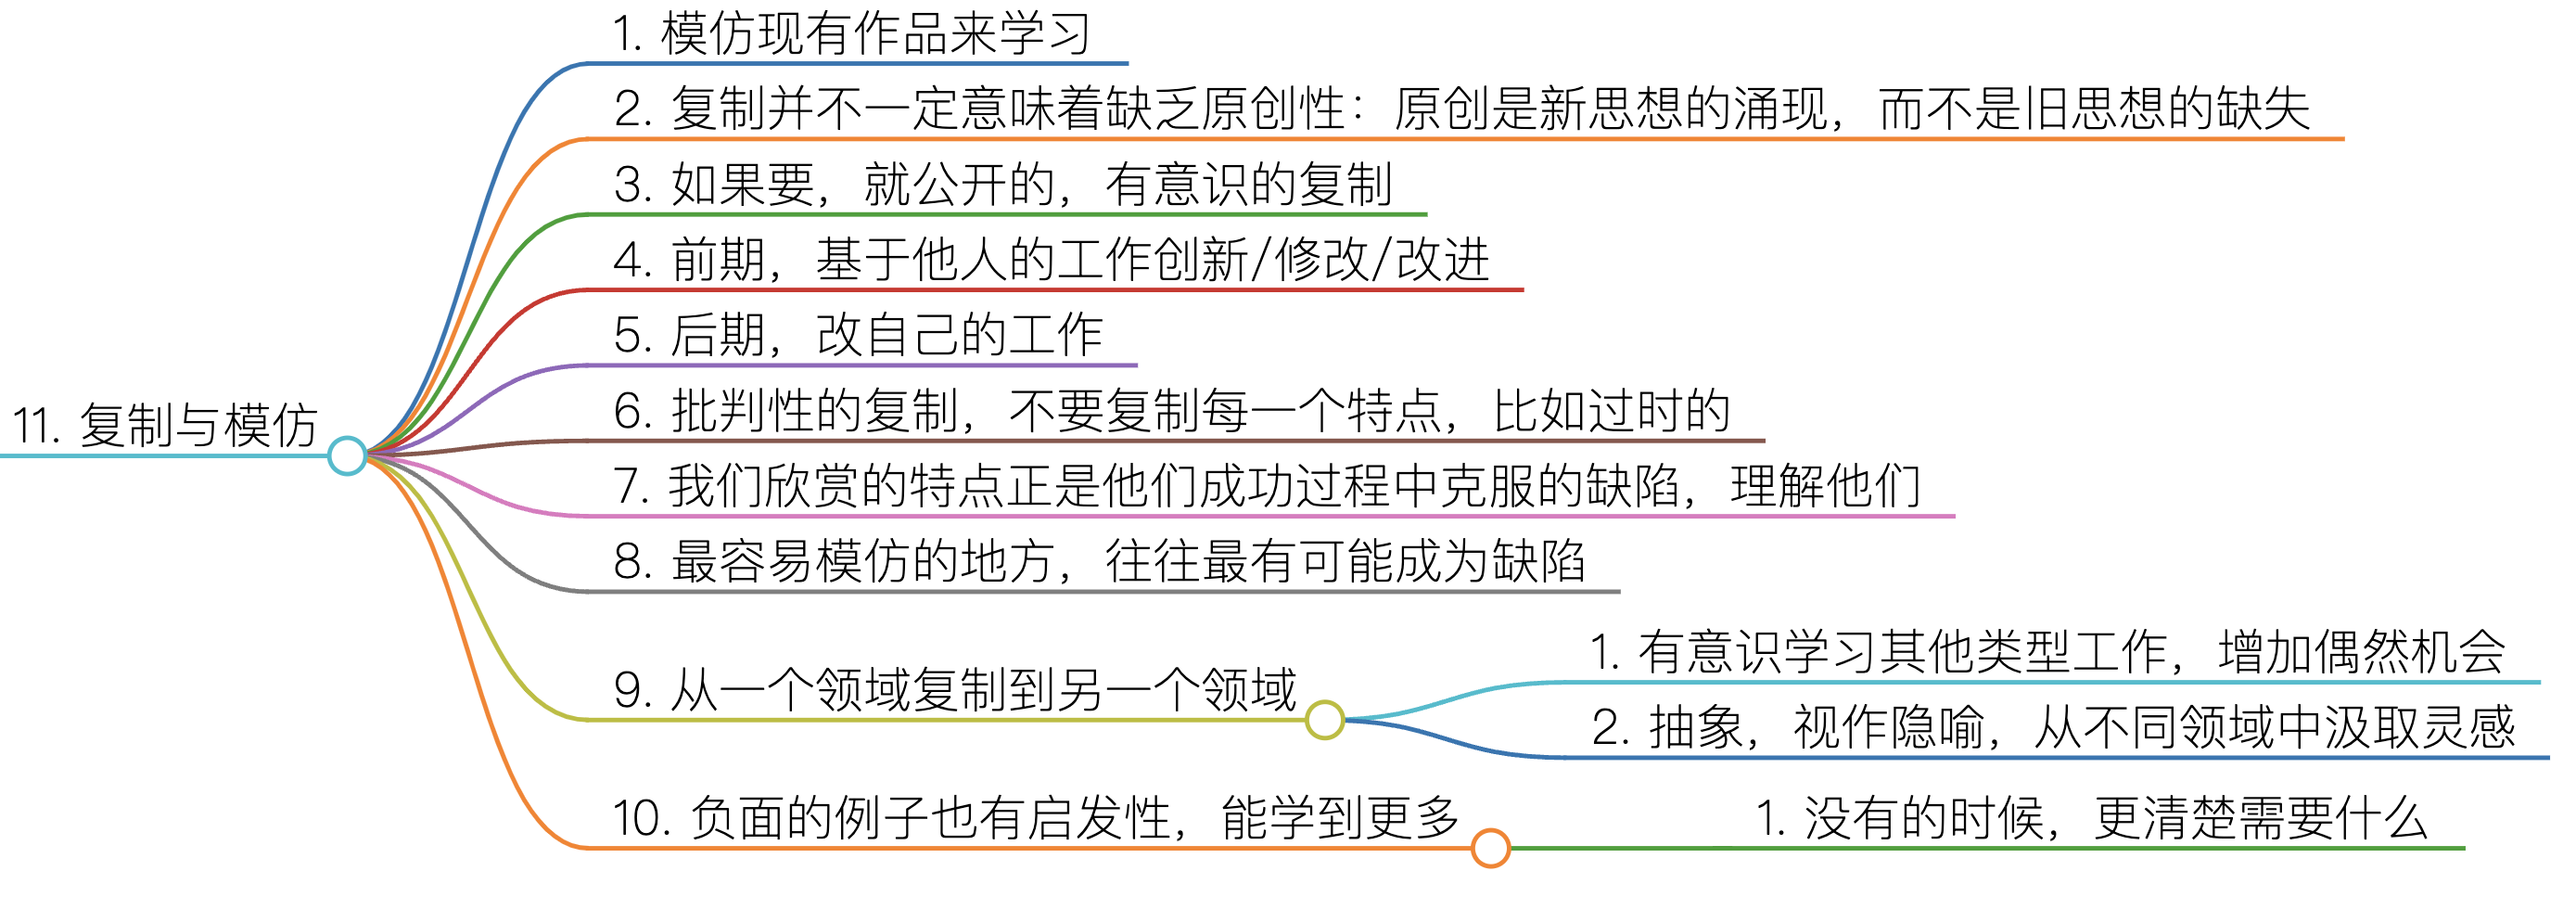 1. 模仿现有作品来学习
2. 复制并不一定意味着缺乏原创性：原创是新思想的涌现，而不是旧思想的缺失
3. 如果要，就公开的，有意识的复制
4. 前期，基于他人的工作创新/修改/改进
5. 后期，改自己的工作
11. 复制与模仿
6. 批判性的复制，不要复制每一个特点，比如过时的
7. 我们欣赏的特点正是他们成功过程中克服的缺陷，理解他们
8. 最容易模仿的地方，往往最有可能成为缺陷
9. 从一个领域复制到另一个领域
1. 有意识学习其他类型工作，增加偶然机会
2. 抽象，视作隐喻，从不同领域中汲取灵感
10. 负面的例子也有启发性，能学到更多
1. 没有的时候，更清楚需要什么